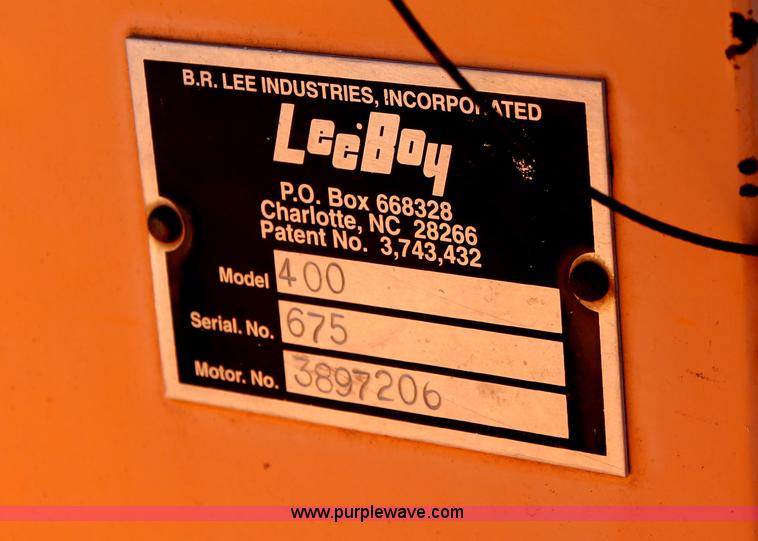 B.R. LEE INDUSTRIES, INCORPORATED
LeeBoy
P.O. Box 668328
Charlotte, NC 28266
Patent No. 3,743,432
Model 400
Serial. No. 675
Motor. No. 3897206
www.purplewave.com